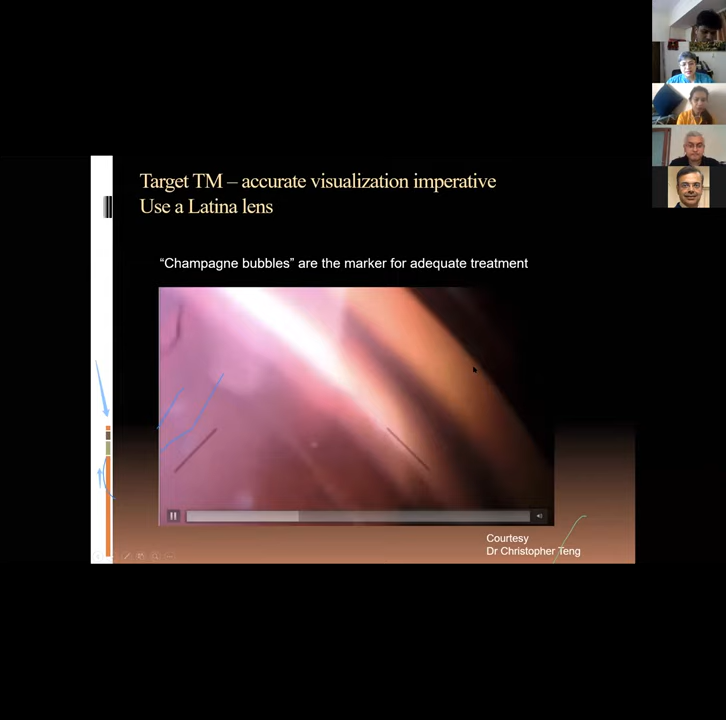 Target TM – accurate visualization imperative
Use a Latina lens
“Champagne bubbles” are the marker for adequate treatment
Courtesy
Dr Christopher Teng